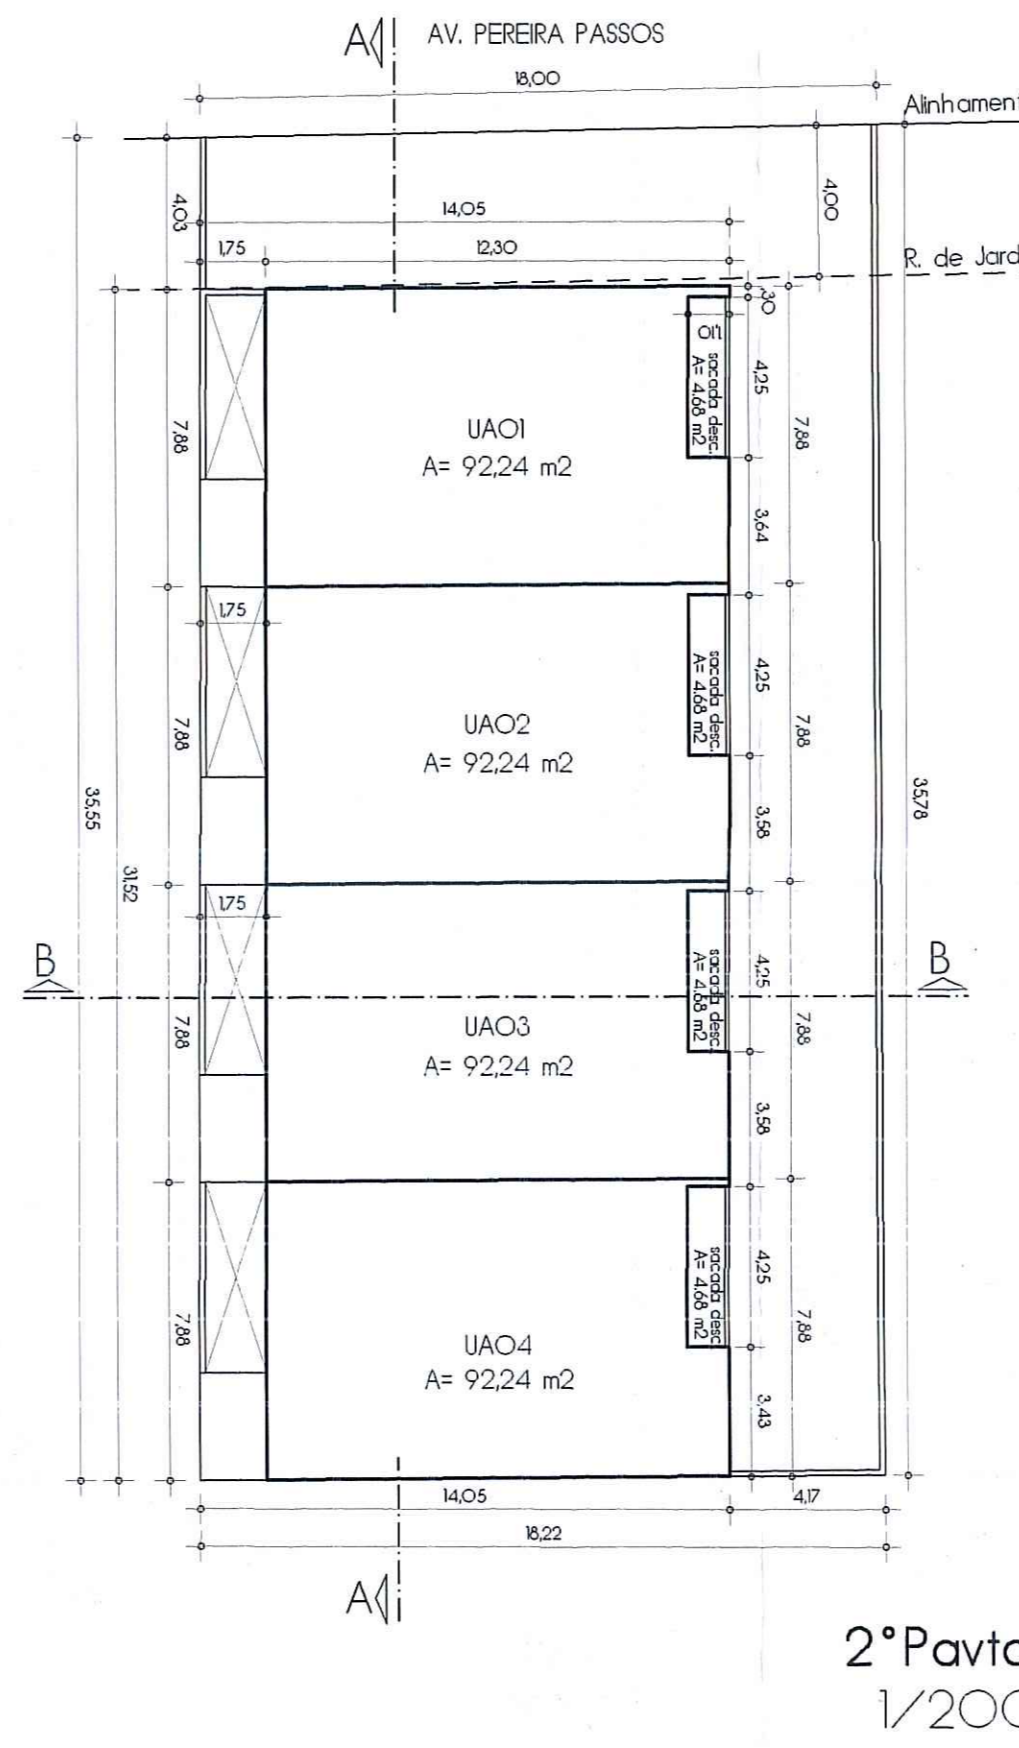 A AV. PEREIRA PASSOS
18,00
Alinhament
4,03
4,00
14,05
1,75
12,30
R. de Jard
,30
1,10
sacada desc.
A= 4.68 m2
4,25
7,88
7,88
UA01
A= 92,24 m2
3,64
1,75
sacada desc.
A= 4.68 m2
4,25
7,88
7,88
UA02
A= 92,24 m2
35,55
35,78
3,58
31,52
1,75
B
B
sacada desc.
A= 4.68 m2
4,25
7,88
7,88
UA03
A= 92,24 m2
3,58
sacada desc.
A= 4.68 m2
4,25
7,88
7,88
UA04
A= 92,24 m2
3,43
14,05
4,17
18,22
A
2°Pavto
1/200